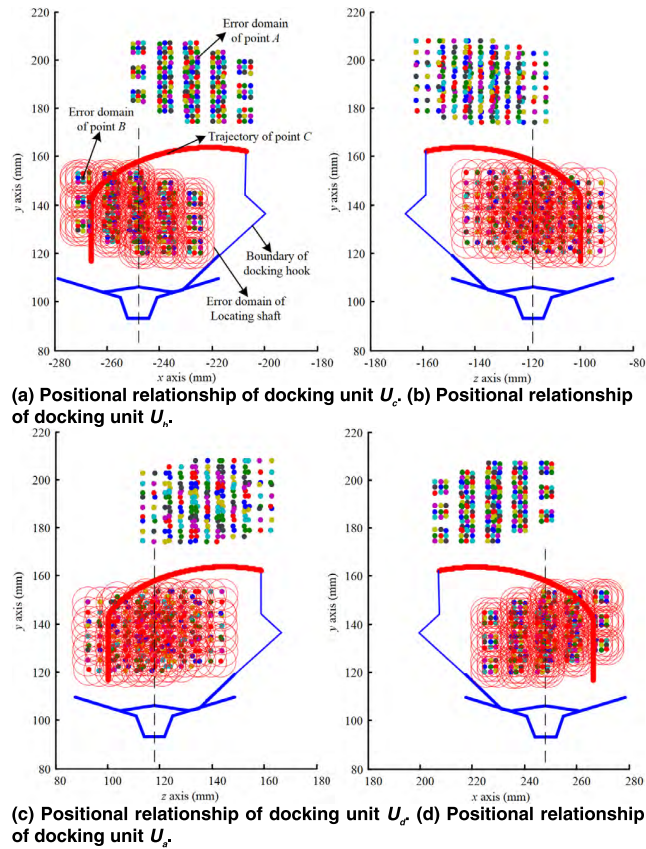 220
200
180
160
140
120
100
80
y axis (mm)
Error domain
of point A
Error domain
of point B
Trajectory of point C
Boundary of
docking hook
Error domain of
Locating shaft
-280 -260 -240 -220 -200 -180
x axis (mm)
220
200
180
160
140
120
100
80
y axis (mm)
-160 -140 -120 -100 -80
z axis (mm)
(a) Positional relationship of docking unit Uc. (b) Positional relationship
of docking unit Uh.
220
200
180
160
140
120
100
80
y axis (mm)
80 100 120 140 160 180
z axis (mm)
220
200
180
160
140
120
100
80
y axis (mm)
180 200 220 240 260 280
x axis (mm)
(c) Positional relationship of docking unit Ud. (d) Positional relationship
of docking unit Ua.